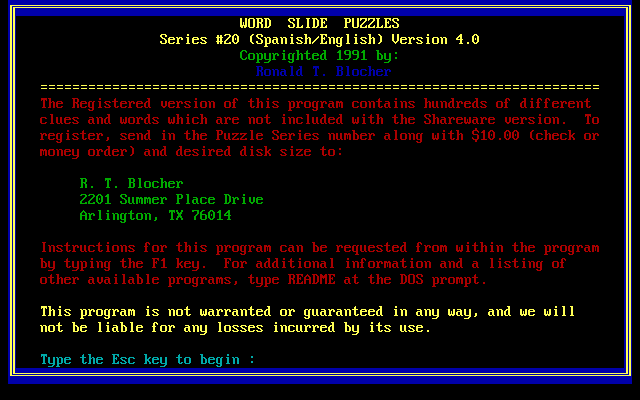 WORD SLIDE PUZZLES
Series #20 (Spanish/English) Version 4.0
Copyrighted 1991 by:
Ronald T. Blocher
======================================================================
The Registered version of this program contains hundreds of different
clues and words which are not included with the Shareware version. To
register, send in the Puzzle Series number along with $10.00 (check or
money order) and desired disk size to:
R. T. Blocher
2201 Summer Place Drive
Arlington, TX 76014
Instructions for this program can be requested from within the program
by typing the F1 key. For additional information and a listing of
other available programs, type README at the DOS prompt.
This program is not warranted or guaranteed in any way, and we will
not be liable for any losses incurred by its use.
Type the Esc key to begin :